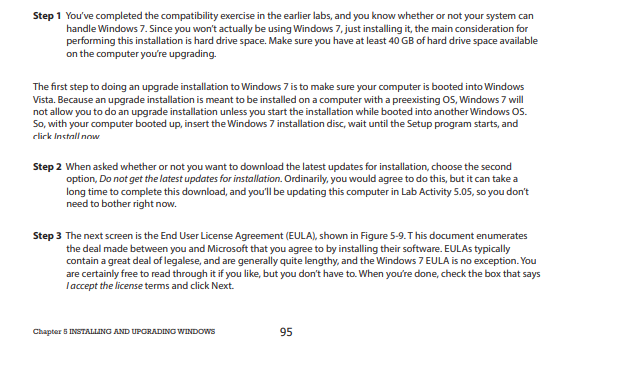 Step 1 You've completed the compatibility exercise in the earlier labs, and you know whether or not your system can
handle Windows 7. Since you won't actually be using Windows 7, just installing it, the main consideration for
performing this installation is hard drive space. Make sure you have at least 40 GB of hard drive space available
on the computer you're upgrading.
The first step to doing an upgrade installation to Windows 7 is to make sure your computer is booted into Windows
Vista. Because an upgrade installation is meant to be installed on a computer with a preexisting OS, Windows 7 will
not allow you to do an upgrade installation unless you start the installation while booted into another Windows OS.
So, with your computer booted up, insert the Windows 7 installation disc, wait until the Setup program starts, and
click Install now
Step 2 When asked whether or not you want to download the latest updates for installation, choose the second
option, Do not get the latest updates for installation. Ordinarily, you would agree to do this, but it can take a
long time to complete this download, and you'll be updating this computer in Lab Activity 5.05, so you don't
need to bother right now.
Step 3 The next screen is the End User License Agreement (EULA), shown in Figure 5-9. T his document enumerates
the deal made between you and Microsoft that you agree to by installing their software. EULAs typically
contain a great deal of legalese, and are generally quite lengthy, and the Windows 7 EULA is no exception. You
are certainly free to read through it if you like, but you don't have to. When you're done, check the box that says
I accept the license terms and click Next.
Chapter 5 INSTALLING AND UPGRADING WINDOWS 95